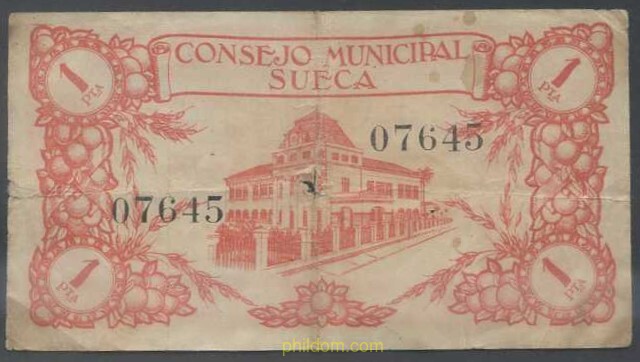 CONSEJO MUNICIPAL
SUECA
1
PTA
1
PTA
07645
07645
1
PTA
1
PTA
phildom.com